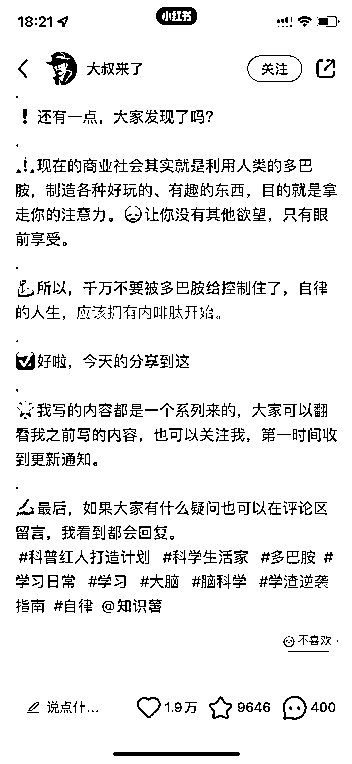 18:21
小红书
大叔来了
关注
还有一点，大家发现了吗？
现在的商业社会其实就是利用人类的多巴
胺，制造各种好玩的、有趣的东西，目的就是拿
走你的注意力。让你没有其他欲望，只有眼
前享受。
所以，千万不要被多巴胺给控制住了，自律
的人生，应该拥有内啡肽开始。
好啦，今天的分享到这
我写的内容都是一个系列来的，大家可以翻
看我之前写的内容，也可以关注我，第一时间收
到更新通知。
最后，如果大家有什么疑问也可以在评论区
留言，我看到都会回复。
#科普红人打造计划 #科学生活家 #多巴胺 #
学习日常 #学习 #大脑 #脑科学 #学渣逆袭
指南 #自律 @知识薯
不喜欢
说点什... 1.9万 9646 400